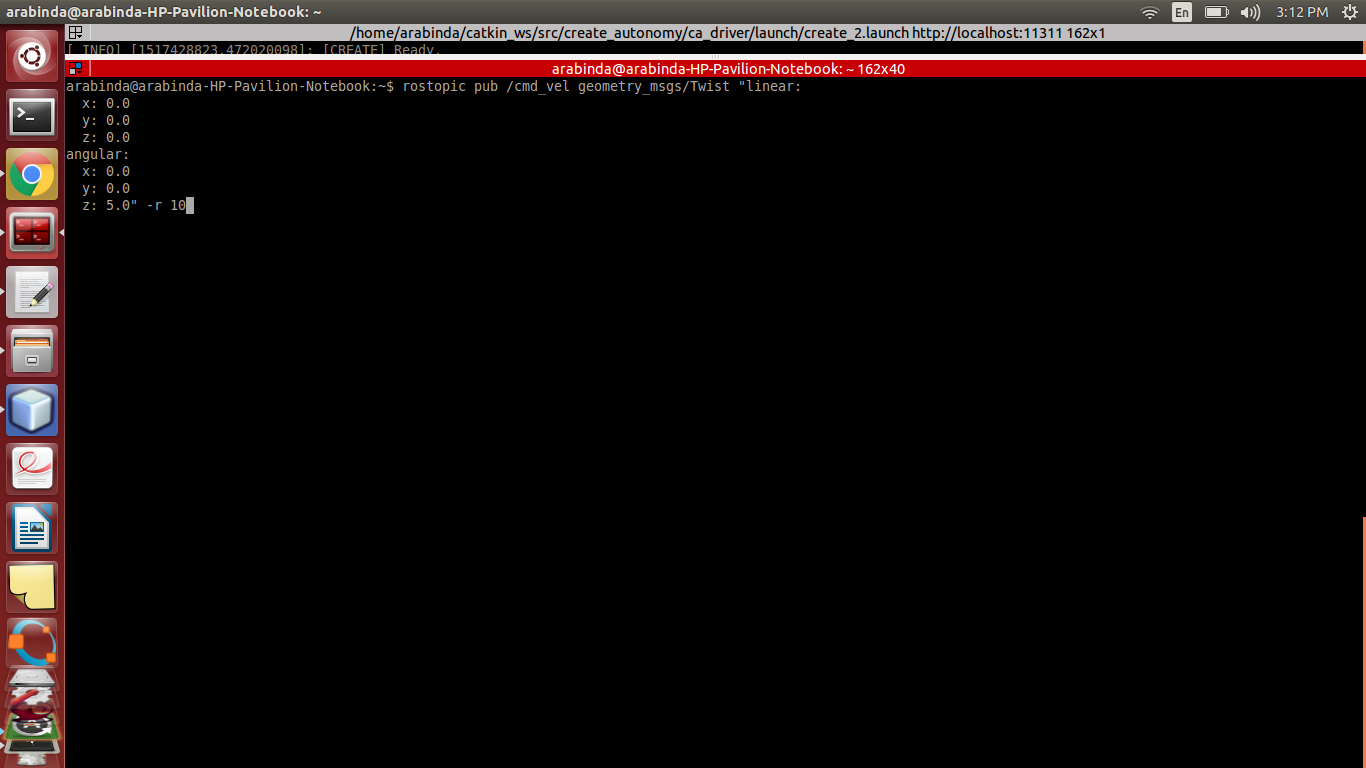 arabinda@arabinda-HP-Pavilion-Notebook: ~
En
3:12 PM
/home/arabinda/catkin_ws/src/create_autonomy/ca_driver/launch/create_2.launch http://localhost:11311 162x1
[ INFO] [1517428823.472020098]: [CREATE] Ready.
arabinda@arabinda-HP-Pavilion-Notebook: ~ 162x40
arabinda@arabinda-HP-Pavilion-Notebook:~$ rostopic pub /cmd_vel geometry_msgs/Twist "linear:
  x: 0.0
  y: 0.0
  z: 0.0
angular:
  x: 0.0
  y: 0.0
  z: 5.0" -r 10